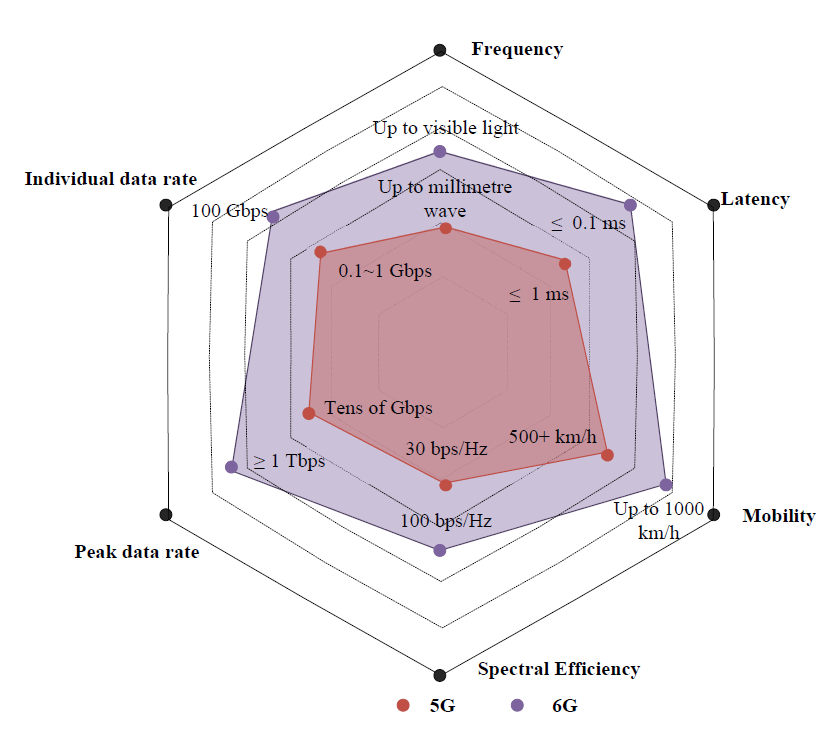 Frequency
Up to visible light
Individual data rate
Up to millimetre
wave
Latency
100 Gbps
≤ 0.1 ms
0.1~1 Gbps
≤ 1 ms
Tens of Gbps
500+ km/h
30 bps/Hz
≥ 1 Tbps
Up to 1000
km/h
Mobility
100 bps/Hz
Peak data rate
Spectral Efficiency
5G
6G